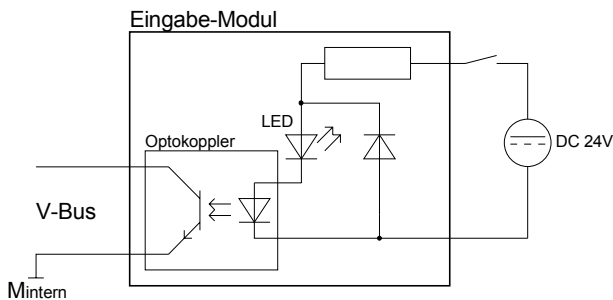 Eingabe-Modul
LED
Optokoppler
DC 24V
V-Bus
Mintern